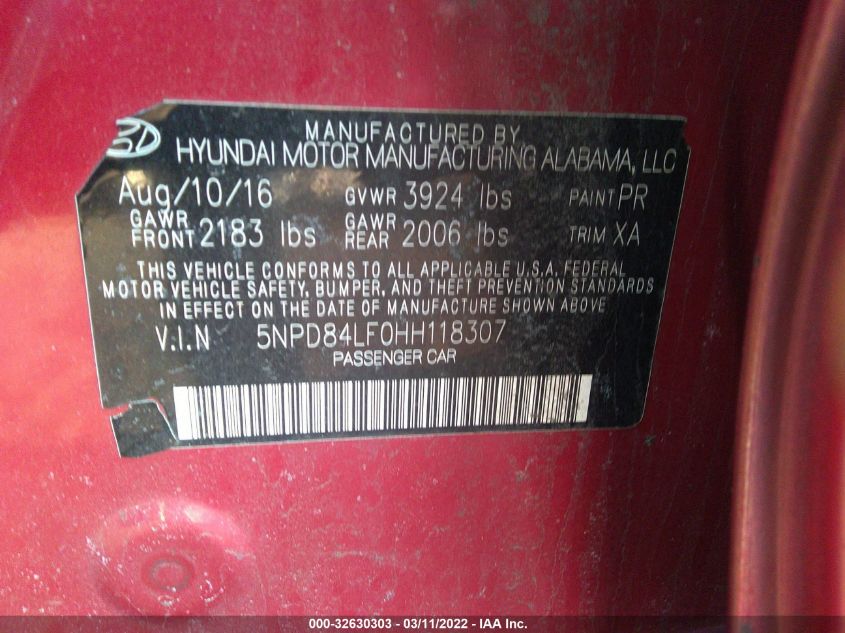 MANUFACTURED BY
HYUNDAI MOTOR MANUFACTURING ALABAMA, LLC
Aug/10/16 GVWR 3924 lbs PAINT PR
GAWR FRONT 2183 lbs GAWR REAR 2006 lbs TRIM XA
THIS VEHICLE CONFORMS TO ALL APPLICABLE U.S.A. FEDERAL
MOTOR VEHICLE SAFETY, BUMPER, AND THEFT PREVENTION STANDARDS
IN EFFECT ON THE DATE OF MANUFACTURE SHOWN ABOVE.
V.I.N 5NPD84LF0HH118307
PASSENGER CAR
000-32630303 - 03/11/2022 - IAA Inc.